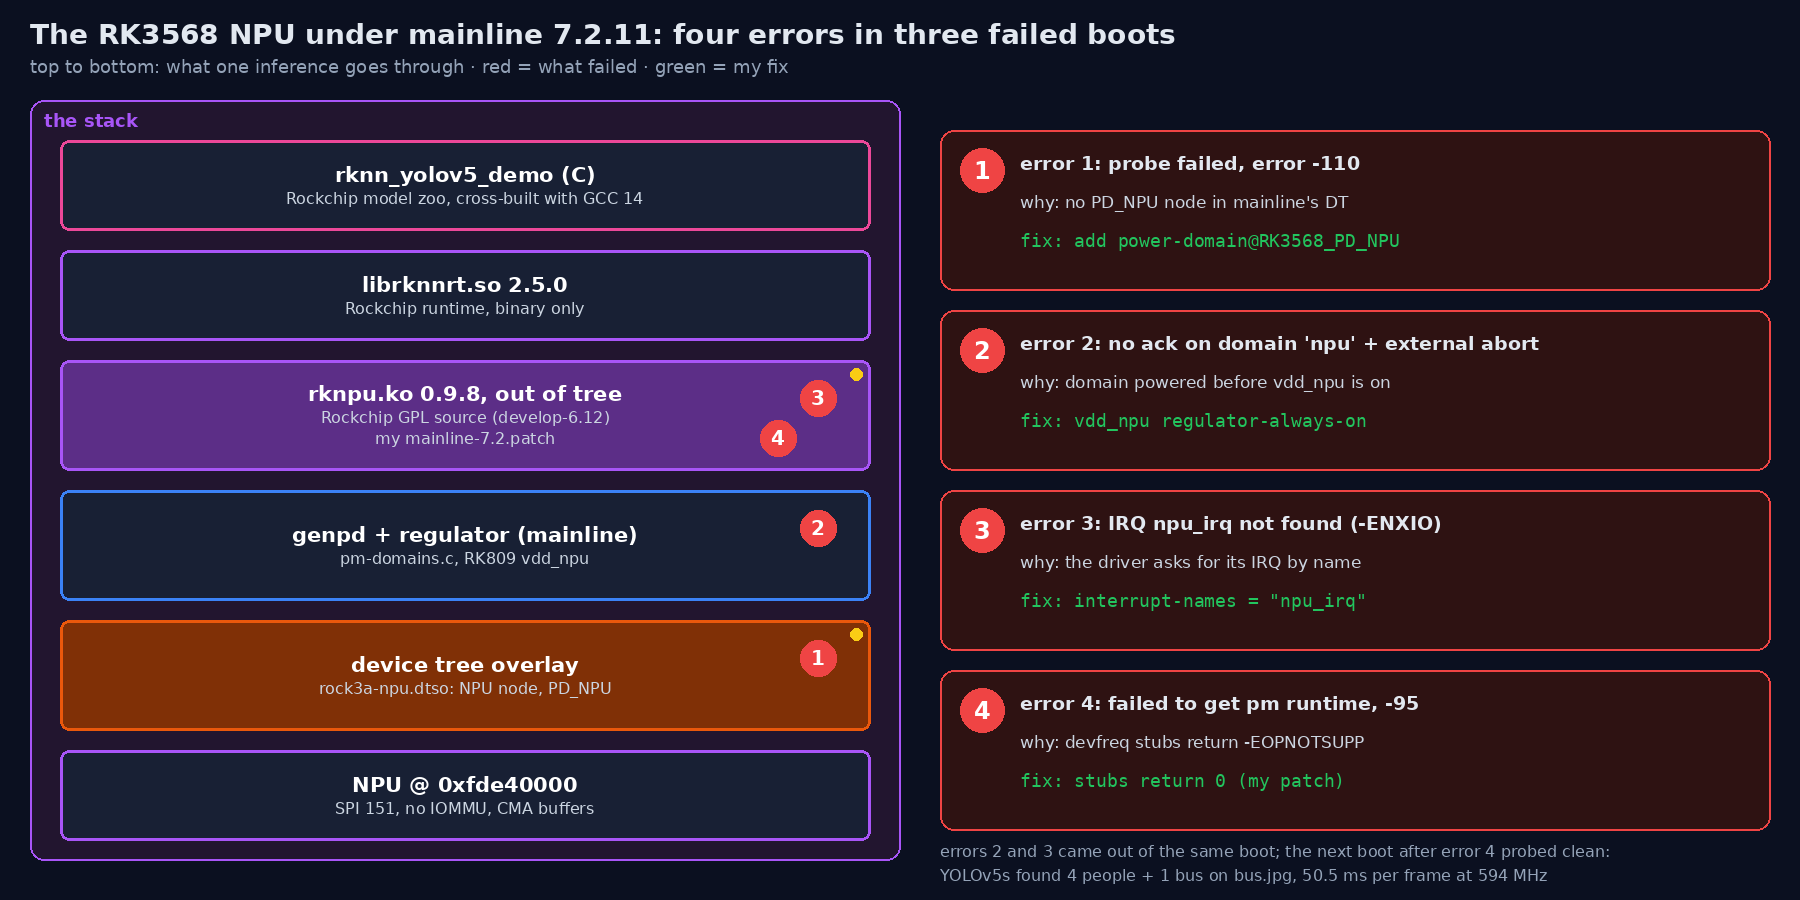 The RK3568 NPU under mainline 7.2.11: four errors in three failed boots
top to bottom: what one inference goes through · red = what failed · green = my fix
the stack
rknn_yolov5_demo (C)
Rockchip model zoo, cross-built with GCC 14
librknnrt.so 2.5.0
Rockchip runtime, binary only
rknpu.ko 0.9.8, out of tree
Rockchip GPL source (develop-6.12)
my mainline-7.2.patch
3
4
genpd + regulator (mainline)
pm-domains.c, RK809 vdd_npu
2
device tree overlay
rock3a-npu.dtso: NPU node, PD_NPU
1
NPU @ 0xfde40000
SPI 151, no IOMMU, CMA buffers
1
error 1: probe failed, error -110
why: no PD_NPU node in mainline's DT
fix: add power-domain@RK3568_PD_NPU
2
error 2: no ack on domain 'npu' + external abort
why: domain powered before vdd_npu is on
fix: vdd_npu regulator-always-on
3
error 3: IRQ npu_irq not found (-ENXIO)
why: the driver asks for its IRQ by name
fix: interrupt-names = "npu_irq"
4
error 4: failed to get pm runtime, -95
why: devfreq stubs return -EOPNOTSUPP
fix: stubs return 0 (my patch)
errors 2 and 3 came out of the same boot; the next boot after error 4 probed clean:
YOLOv5s found 4 people + 1 bus on bus.jpg, 50.5 ms per frame at 594 MHz